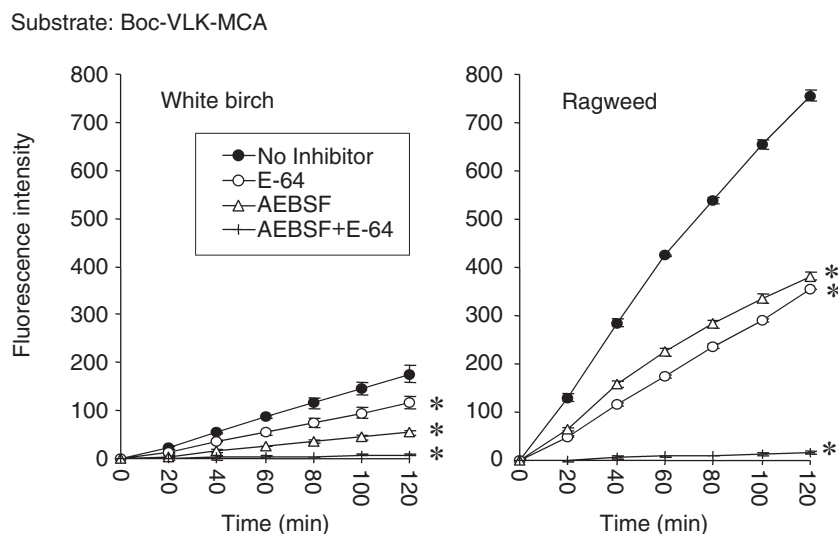 Substrate: Boc-VLK-MCA
Fluorescence intensity
800
700
600
500
400
300
200
100
0
White birch
No Inhibitor
E-64
AEBSF
AEBSF+E-64
*
*
*
0 20 40 60 80 100 120
Time (min)
800
700
600
500
400
300
200
100
0
Ragweed
*
*
*
0 20 40 60 80 100 120
Time (min)